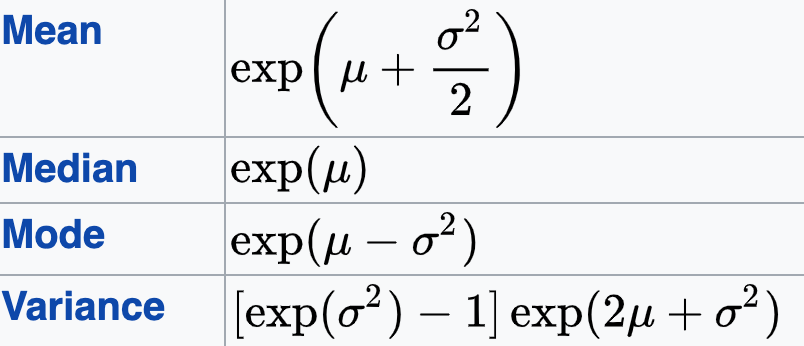 Mean exp(μ + σ²/2)
Median exp(μ)
Mode exp(μ − σ²)
Variance [exp(σ²) − 1] exp(2μ + σ²)